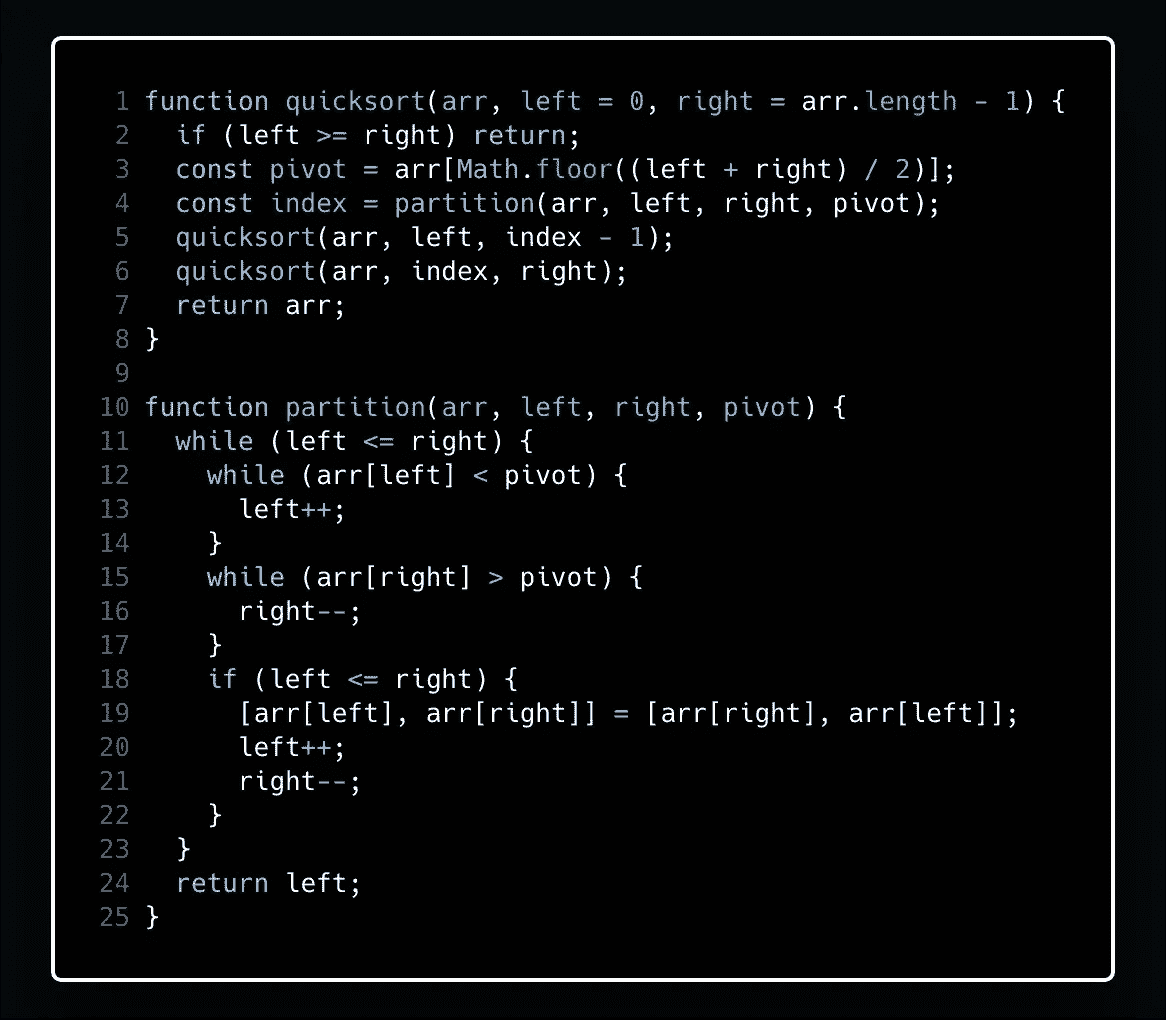 1 function quicksort(arr, left = 0, right = arr.length - 1) {
2   if (left >= right) return;
3   const pivot = arr[Math.floor((left + right) / 2)];
4   const index = partition(arr, left, right, pivot);
5   quicksort(arr, left, index - 1);
6   quicksort(arr, index, right);
7   return arr;
8 }
9
10 function partition(arr, left, right, pivot) {
11   while (left <= right) {
12     while (arr[left] < pivot) {
13       left++;
14     }
15     while (arr[right] > pivot) {
16       right--;
17     }
18     if (left <= right) {
19       [arr[left], arr[right]] = [arr[right], arr[left]];
20       left++;
21       right--;
22     }
23   }
24   return left;
25 }